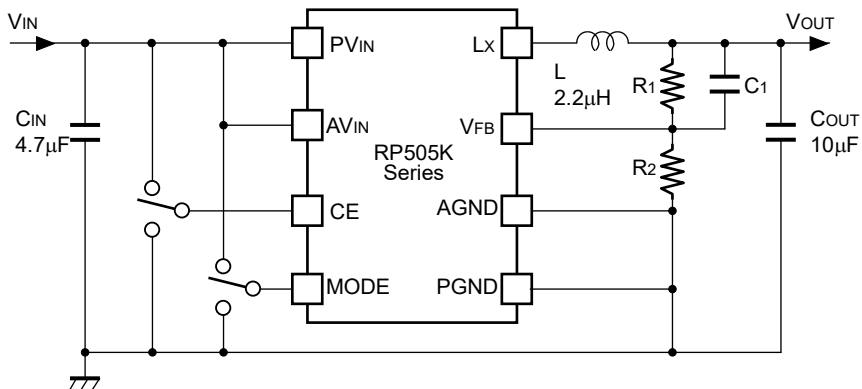 VIN
PVIN
LX
VOUT
L
2.2μH
R1
C1
CIN
4.7μF
AVIN
RP505K
Series
VFB
COUT
10μF
R2
CE
AGND
MODE
PGND